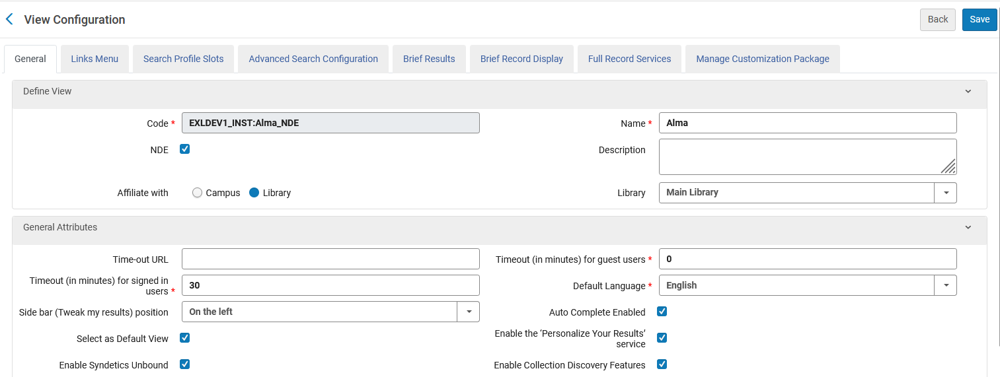 View Configuration
Back Save
General Links Menu Search Profile Slots Advanced Search Configuration Brief Results Brief Record Display Full Record Services Manage Customization Package
Define View
Code * EXLDEV1_INST:Alma_NDE Name * Alma
NDE Description
Affiliate with Campus Library Library Main Library
General Attributes
Time-out URL Timeout (in minutes) for guest users * 0
Timeout (in minutes) for signed in
users * 30 Default Language * English
Side bar (Tweak my results) position On the left Auto Complete Enabled
Select as Default View Enable the ‘Personalize Your Results’
service
Enable Syndetics Unbound Enable Collection Discovery Features